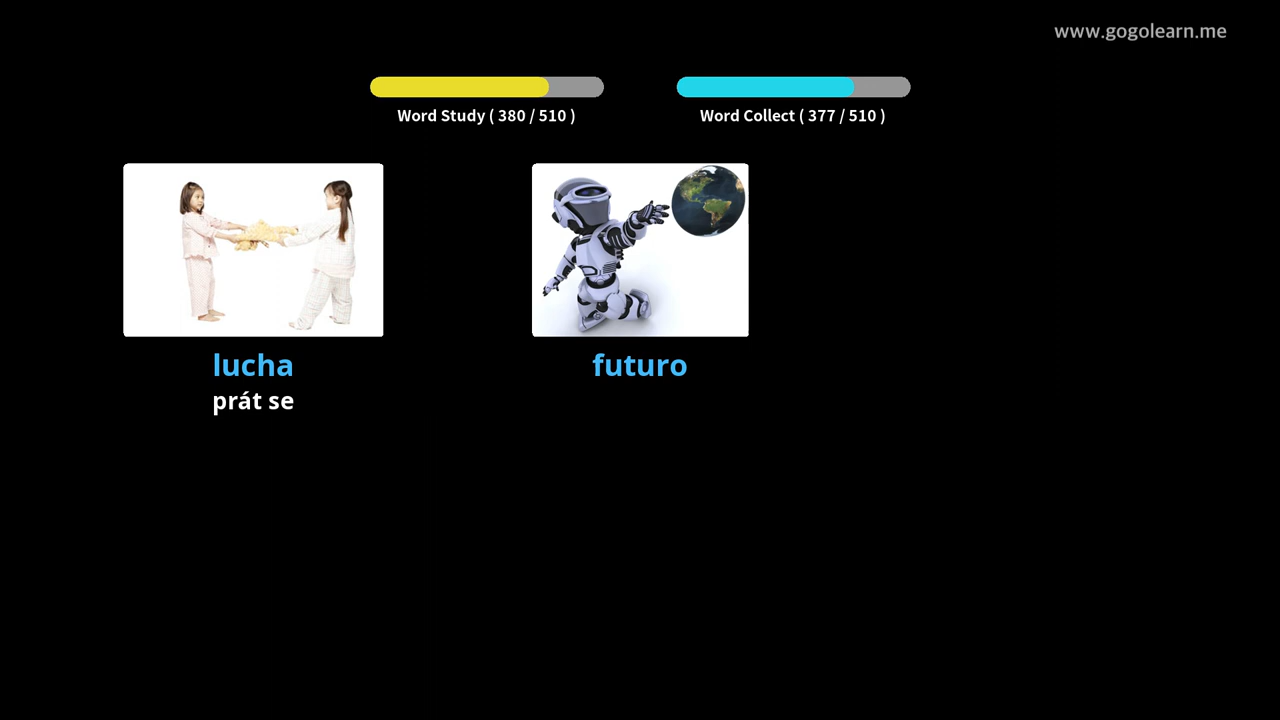 www.gogolearn.me
Word Study ( 380 / 510 )
Word Collect ( 377 / 510 )
lucha
prát se
futuro